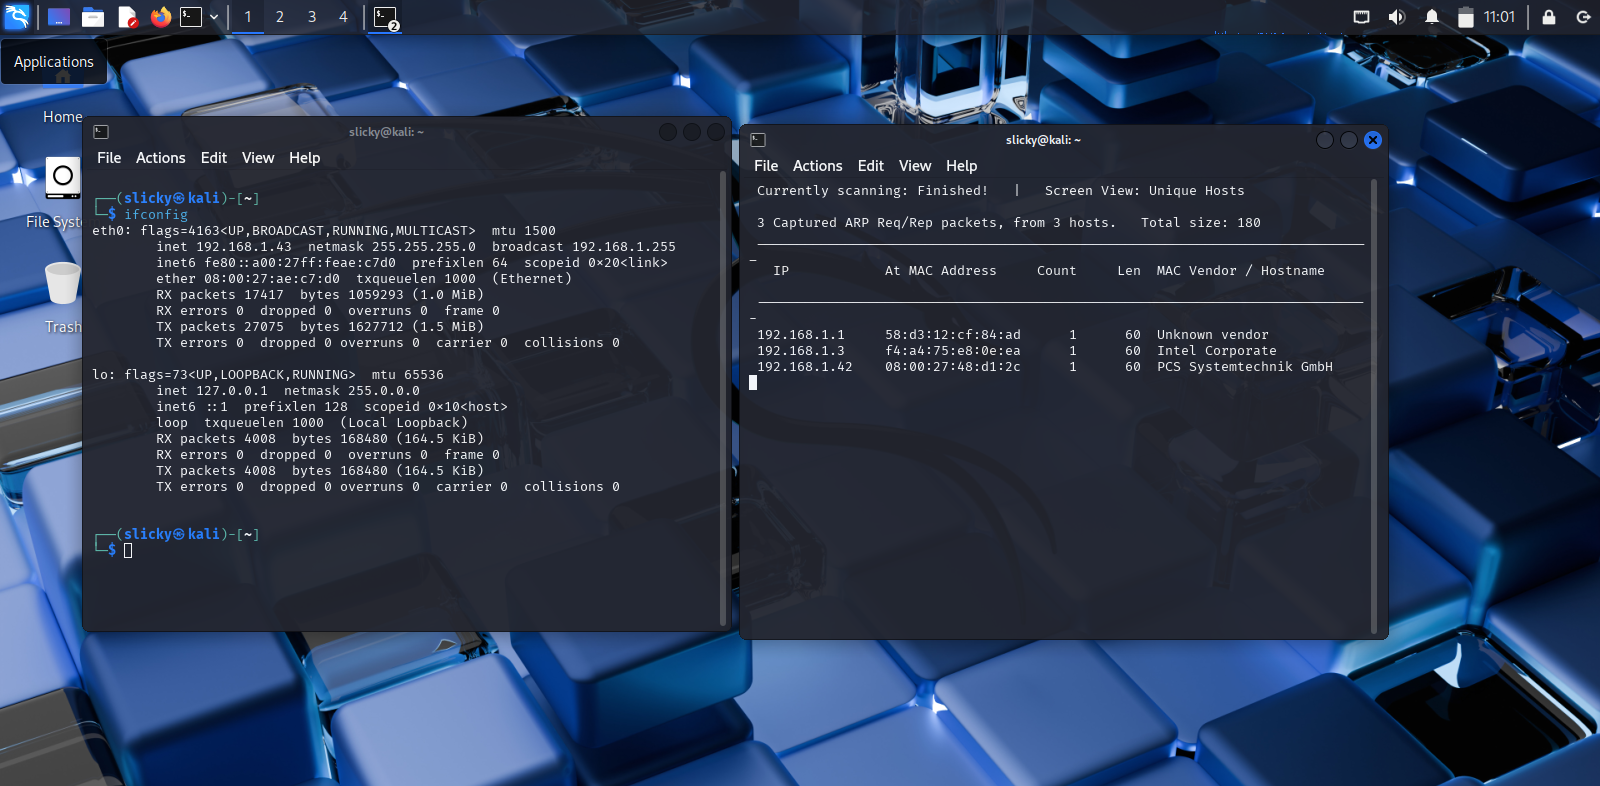 1 2 3 4 2 11:01
Applications
Home
File Syst
Trash
slicky@kali: ~
File Actions Edit View Help
┌──(slicky㉿kali)-[~]
└─$ ifconfig
eth0: flags=4163<UP,BROADCAST,RUNNING,MULTICAST>  mtu 1500
        inet 192.168.1.43  netmask 255.255.255.0  broadcast 192.168.1.255
        inet6 fe80::a00:27ff:feae:c7d0  prefixlen 64  scopeid 0×20<link>
        ether 08:00:27:ae:c7:d0  txqueuelen 1000  (Ethernet)
        RX packets 17417  bytes 1059293 (1.0 MiB)
        RX errors 0  dropped 0  overruns 0  frame 0
        TX packets 27075  bytes 1627712 (1.5 MiB)
        TX errors 0  dropped 0 overruns 0  carrier 0  collisions 0
lo: flags=73<UP,LOOPBACK,RUNNING>  mtu 65536
        inet 127.0.0.1  netmask 255.0.0.0
        inet6 ::1  prefixlen 128  scopeid 0×10<host>
        loop  txqueuelen 1000  (Local Loopback)
        RX packets 4008  bytes 168480 (164.5 KiB)
        RX errors 0  dropped 0  overruns 0  frame 0
        TX packets 4008  bytes 168480 (164.5 KiB)
        TX errors 0  dropped 0 overruns 0  carrier 0  collisions 0
┌──(slicky㉿kali)-[~]
└─$
slicky@kali: ~
File Actions Edit View Help
Currently scanning: Finished!   |   Screen View: Unique Hosts
3 Captured ARP Req/Rep packets, from 3 hosts.   Total size: 180
IP            At MAC Address     Count     Len  MAC Vendor / Hostname
192.168.1.1     58:d3:12:cf:84:ad      1      60  Unknown vendor
192.168.1.3     f4:a4:75:e8:0e:ea      1      60  Intel Corporate
192.168.1.42    08:00:27:48:d1:2c      1      60  PCS Systemtechnik GmbH